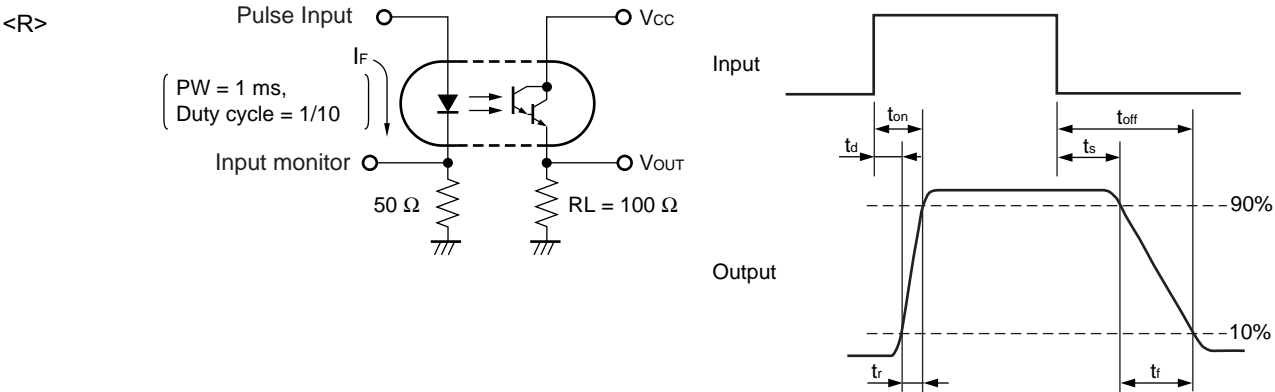 <R>
Pulse Input
VCC
IF
PW = 1 ms,
Duty cycle = 1/10
Input monitor
VOUT
50 Ω
RL = 100 Ω
Input
ton
toff
td
ts
90%
Output
10%
tr
tf